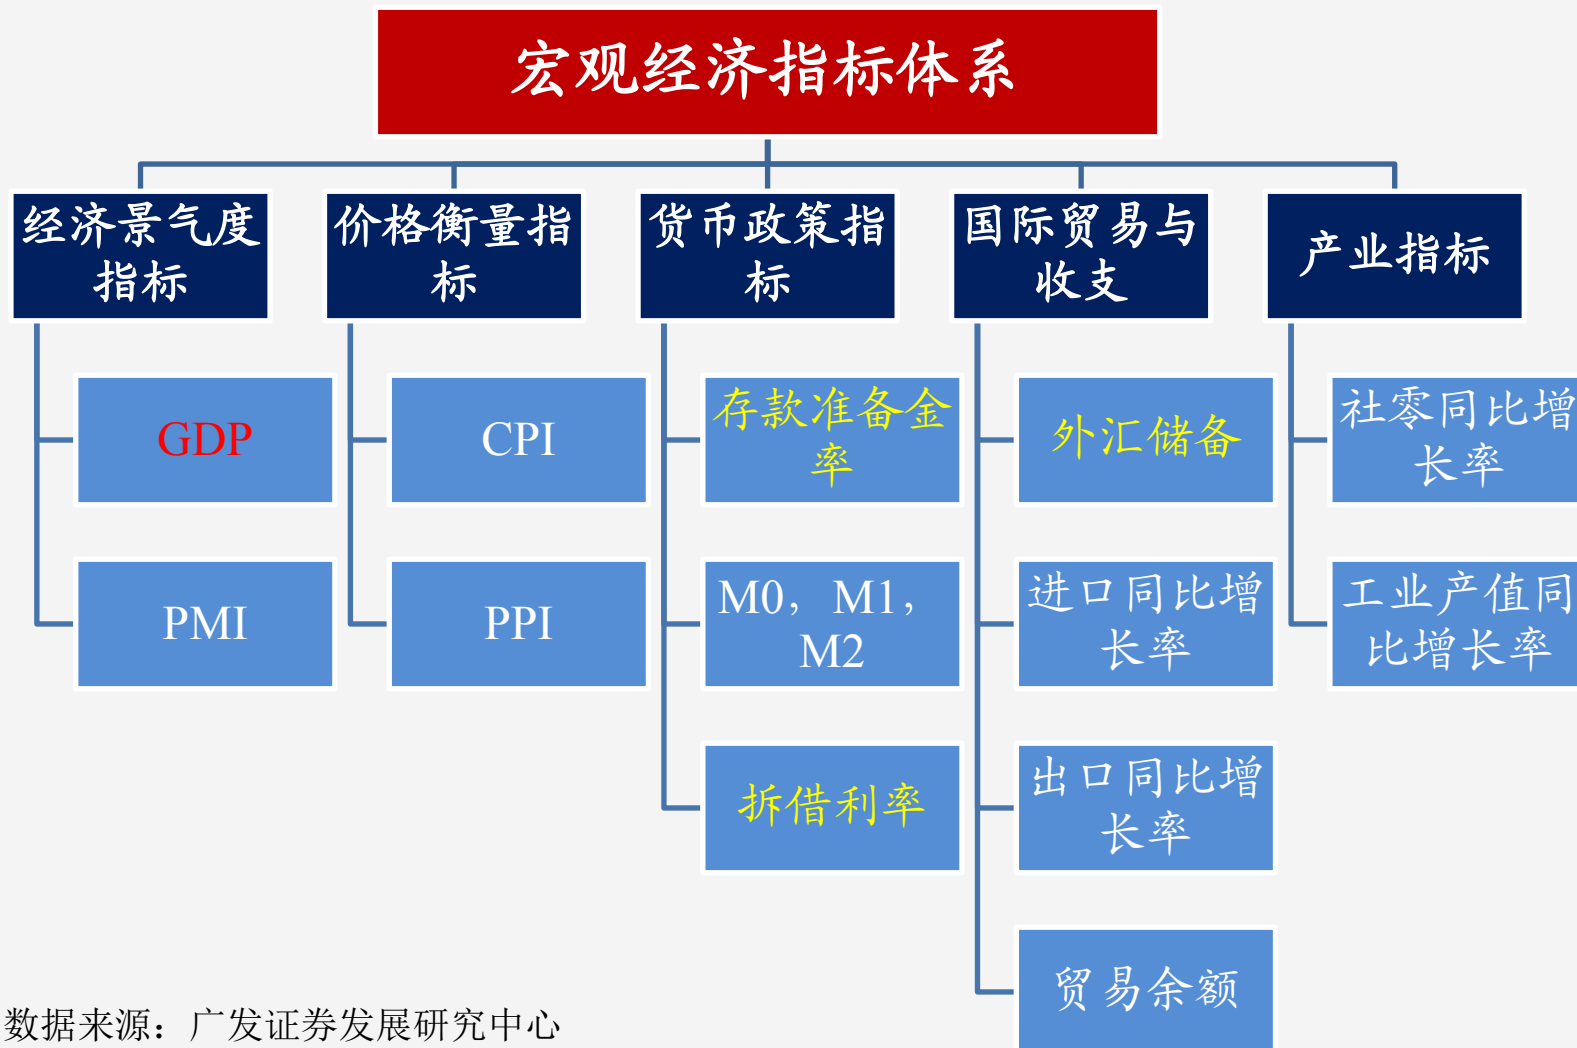 宏观经济指标体系
经济景气度
指标
价格衡量指
标
货币政策指
标
国际贸易与
收支
产业指标
GDP
CPI
存款准备金
率
外汇储备
社零同比增
长率
PMI
PPI
M0，M1，
M2
进口同比增
长率
工业产值同
比增长率
拆借利率
出口同比增
长率
贸易余额
数据来源：广发证券发展研究中心